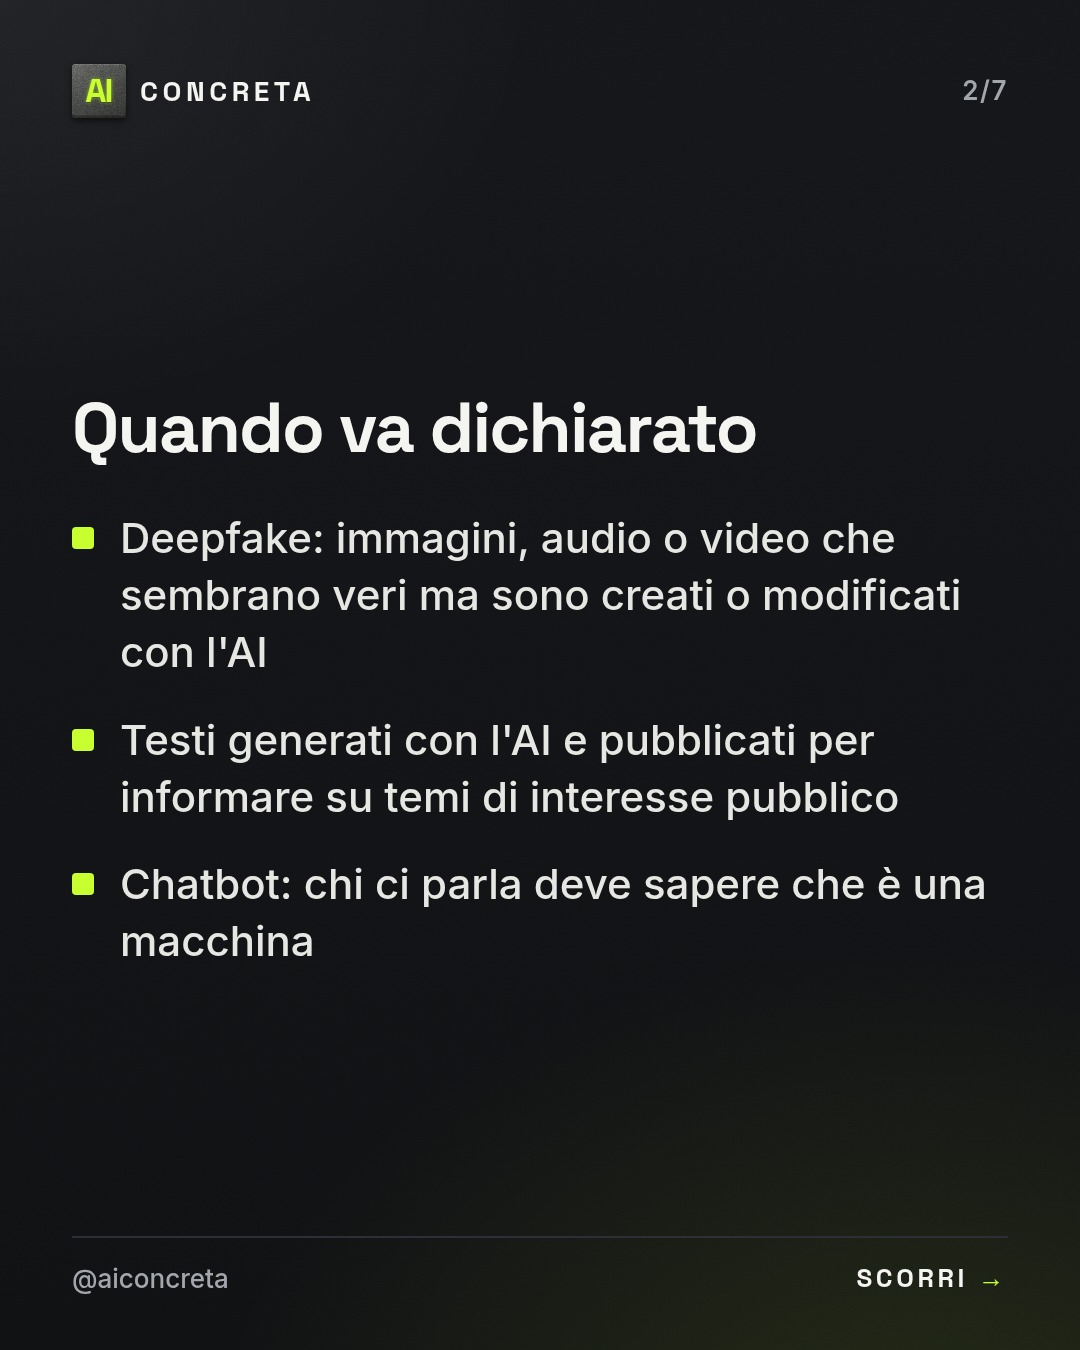 AI CONCRETA
2/7
Quando va dichiarato
Deepfake: immagini, audio o video che
sembrano veri ma sono creati o modificati
con l'AI
Testi generati con l'AI e pubblicati per
informare su temi di interesse pubblico
Chatbot: chi ci parla deve sapere che è una
macchina
@aiconcreta
SCORRI →